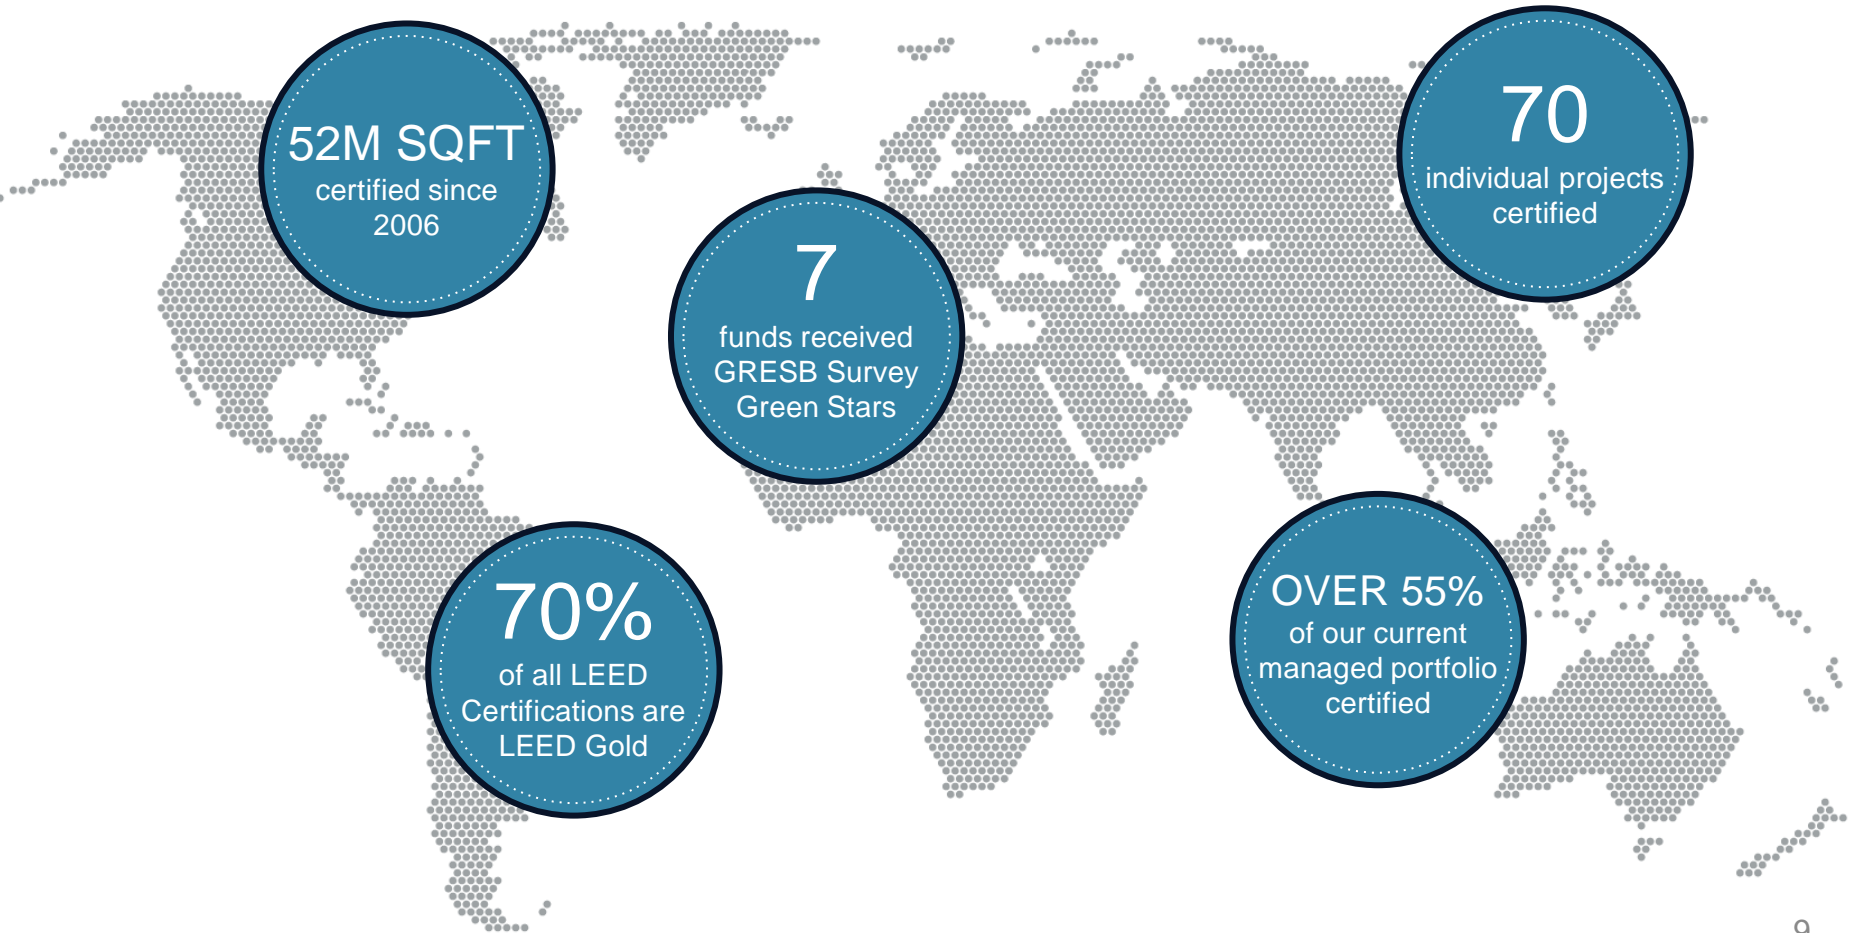 52M SQFT
certified since
2006
7
funds received
GRESB Survey
Green Stars
70
individual projects
certified
70%
of all LEED
Certifications are
LEED Gold
OVER 55%
of our current
managed portfolio
certified
9